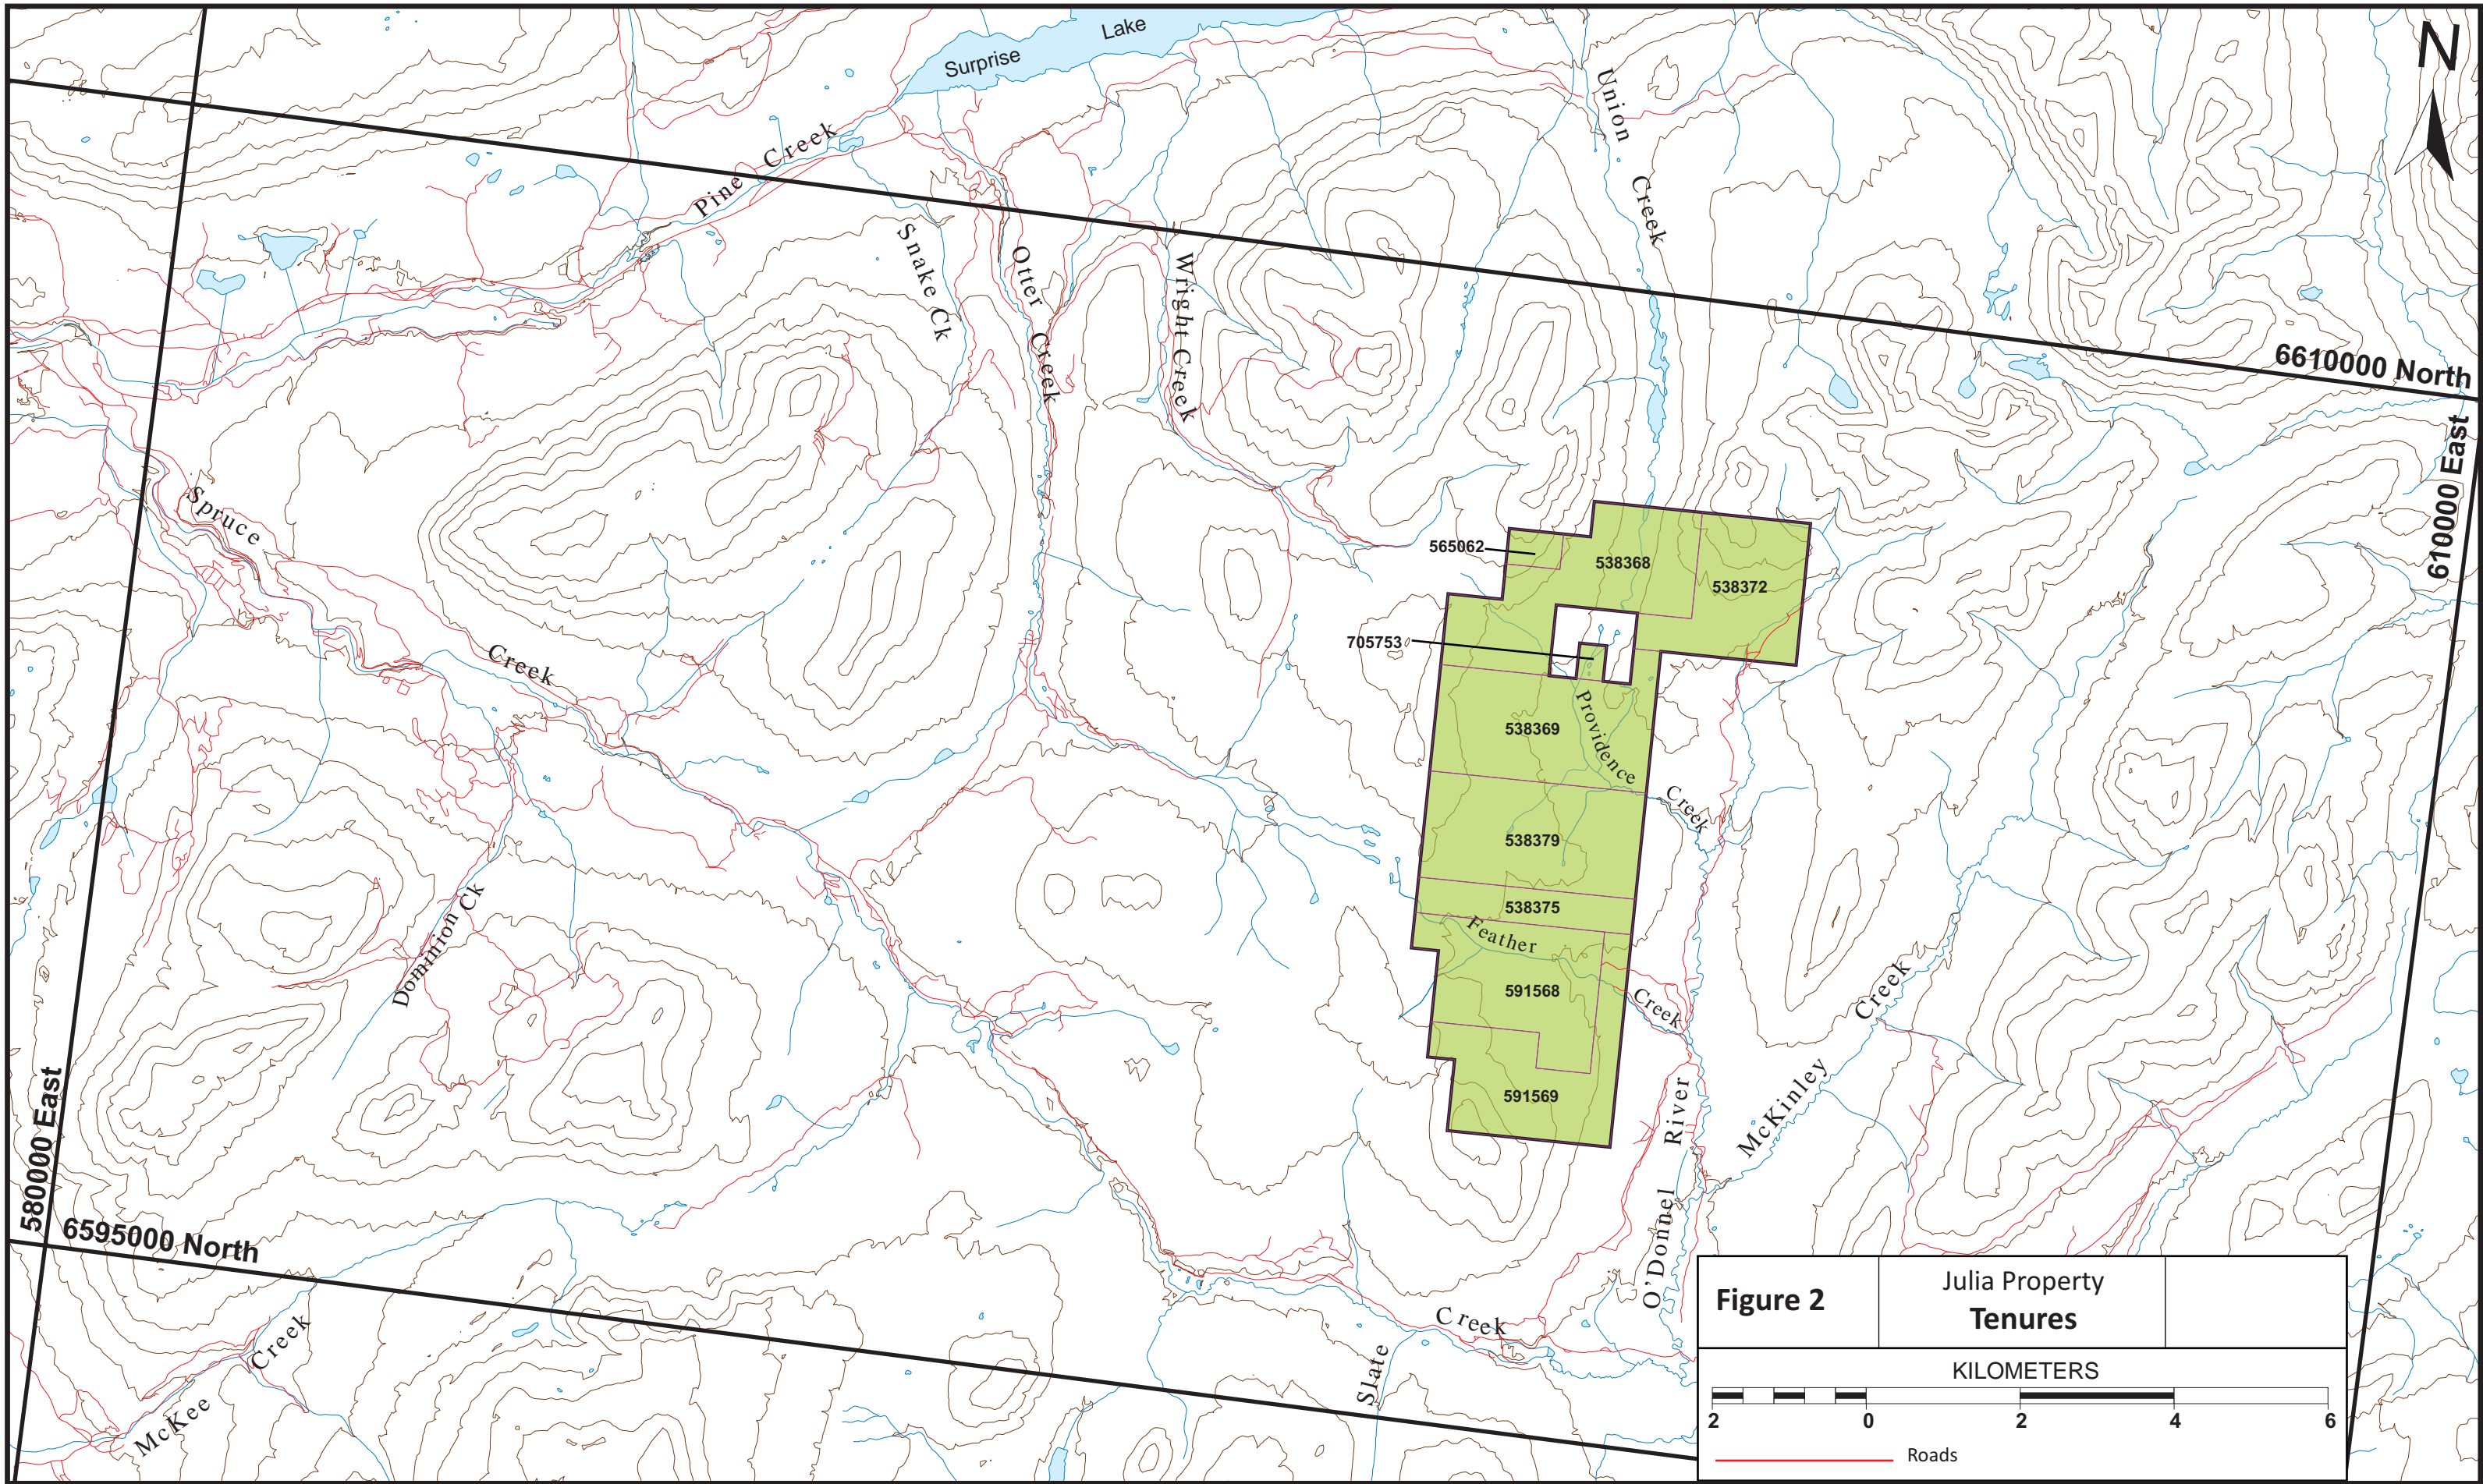 Lake
Surprise
N
Union
Creek
Pine Creek
Snake Ck
Otter Creek
Wright Creek
6610000 North
6100000 East
Spruce
Creek
565062
538368
538372
705753
538369
Providence
Creek
538379
538375
Feather
Creek
591568
591569
Dominion Ck
McKinley Creek
O'Donnel River
580000 East
6595000 North
McKee Creek
Slate
Creek
Figure 2
Julia Property
Tenures
KILOMETERS
2 0 2 4 6
Roads